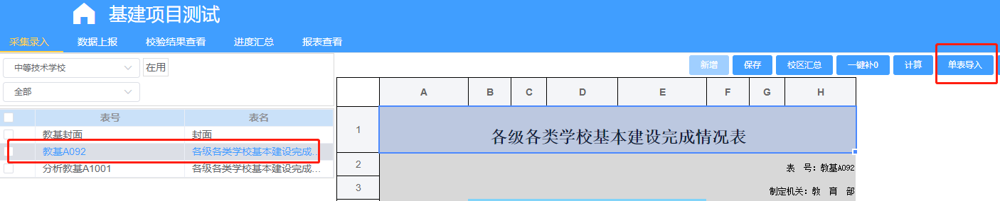 基建项目测试
采集录入 数据上报 校验结果查看 进度汇总 报表查看
中等技术学校 在用
全部
新增 保存 校区汇总 一键补0 计算 单表导入
表号 表名
教基封面 封面
教基A092 各级各类学校基本建设完成...
分析教基A1001 各级各类学校基本建设完成...
A B C D E F G H
1 各级各类学校基本建设完成情况表
2 表 号：教基A092
3 制定机关：教 育 部